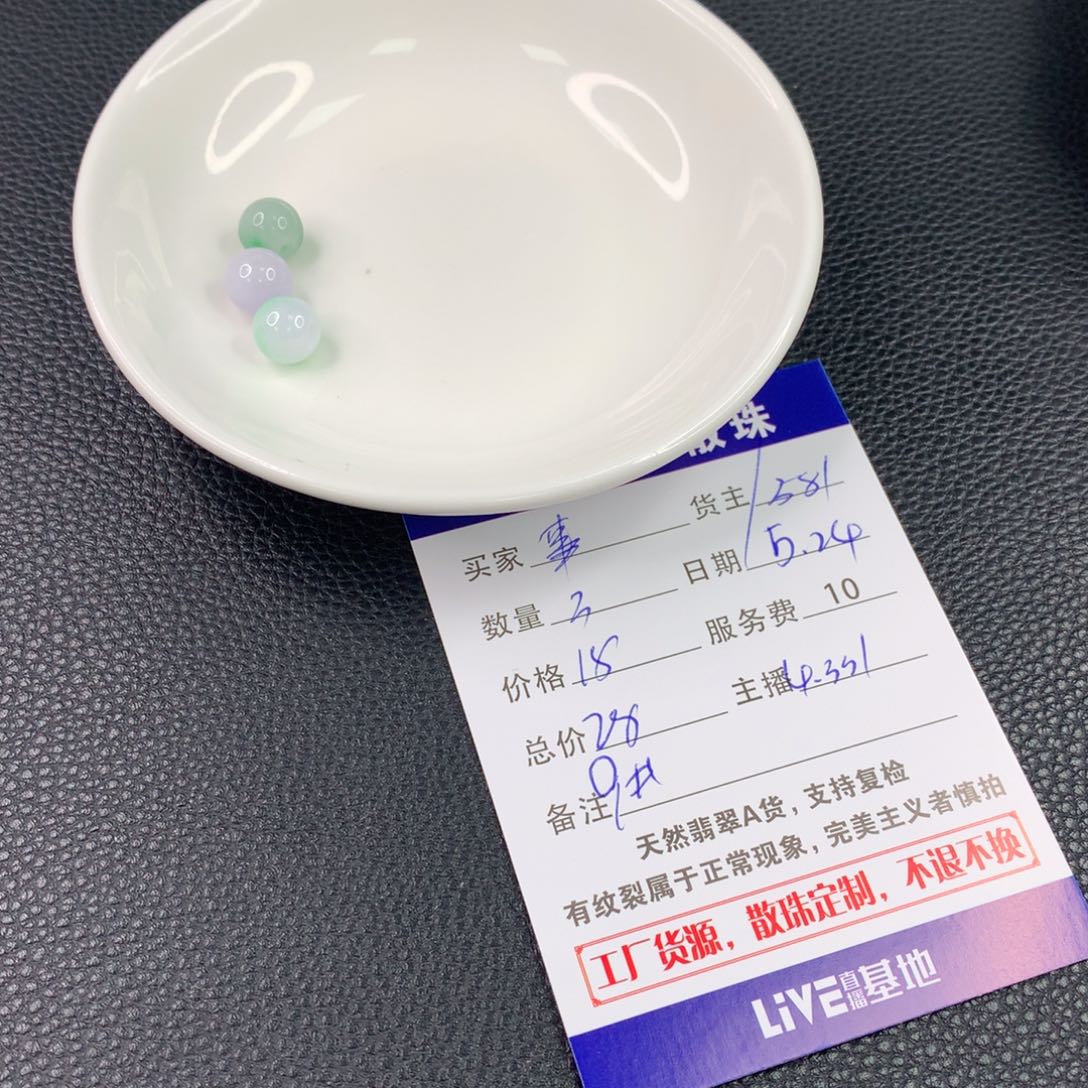 散珠
买家 货主 581
数量 3 日期 5.24
价格 18 服务费 10
总价 28 主播
备注 9#
天然翡翠A货，支持复检
有纹裂属于正常现象，完美主义者慎拍
工厂货源，散珠定制，不退不换
LiVE直播基地